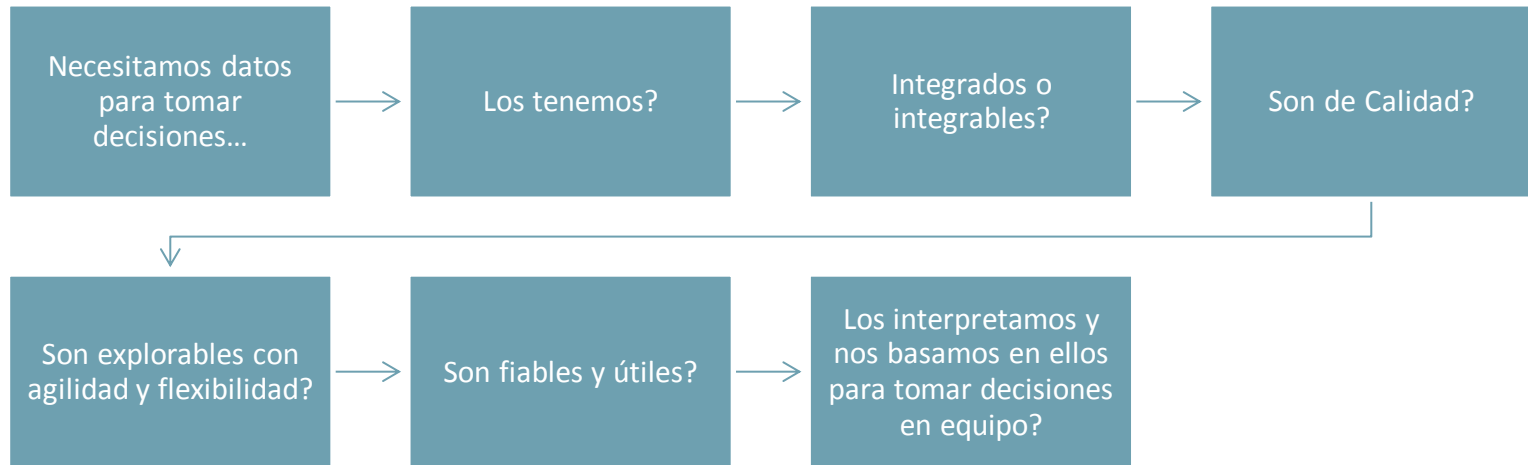 Necesitamos datos
para tomar
decisiones...
Los tenemos?
Integrados o
integrables?
Son de Calidad?
Son explorables con
agilidad y flexibilidad?
Son fiables y útiles?
Los interpretamos y
nos basamos en ellos
para tomar decisiones
en equipo?